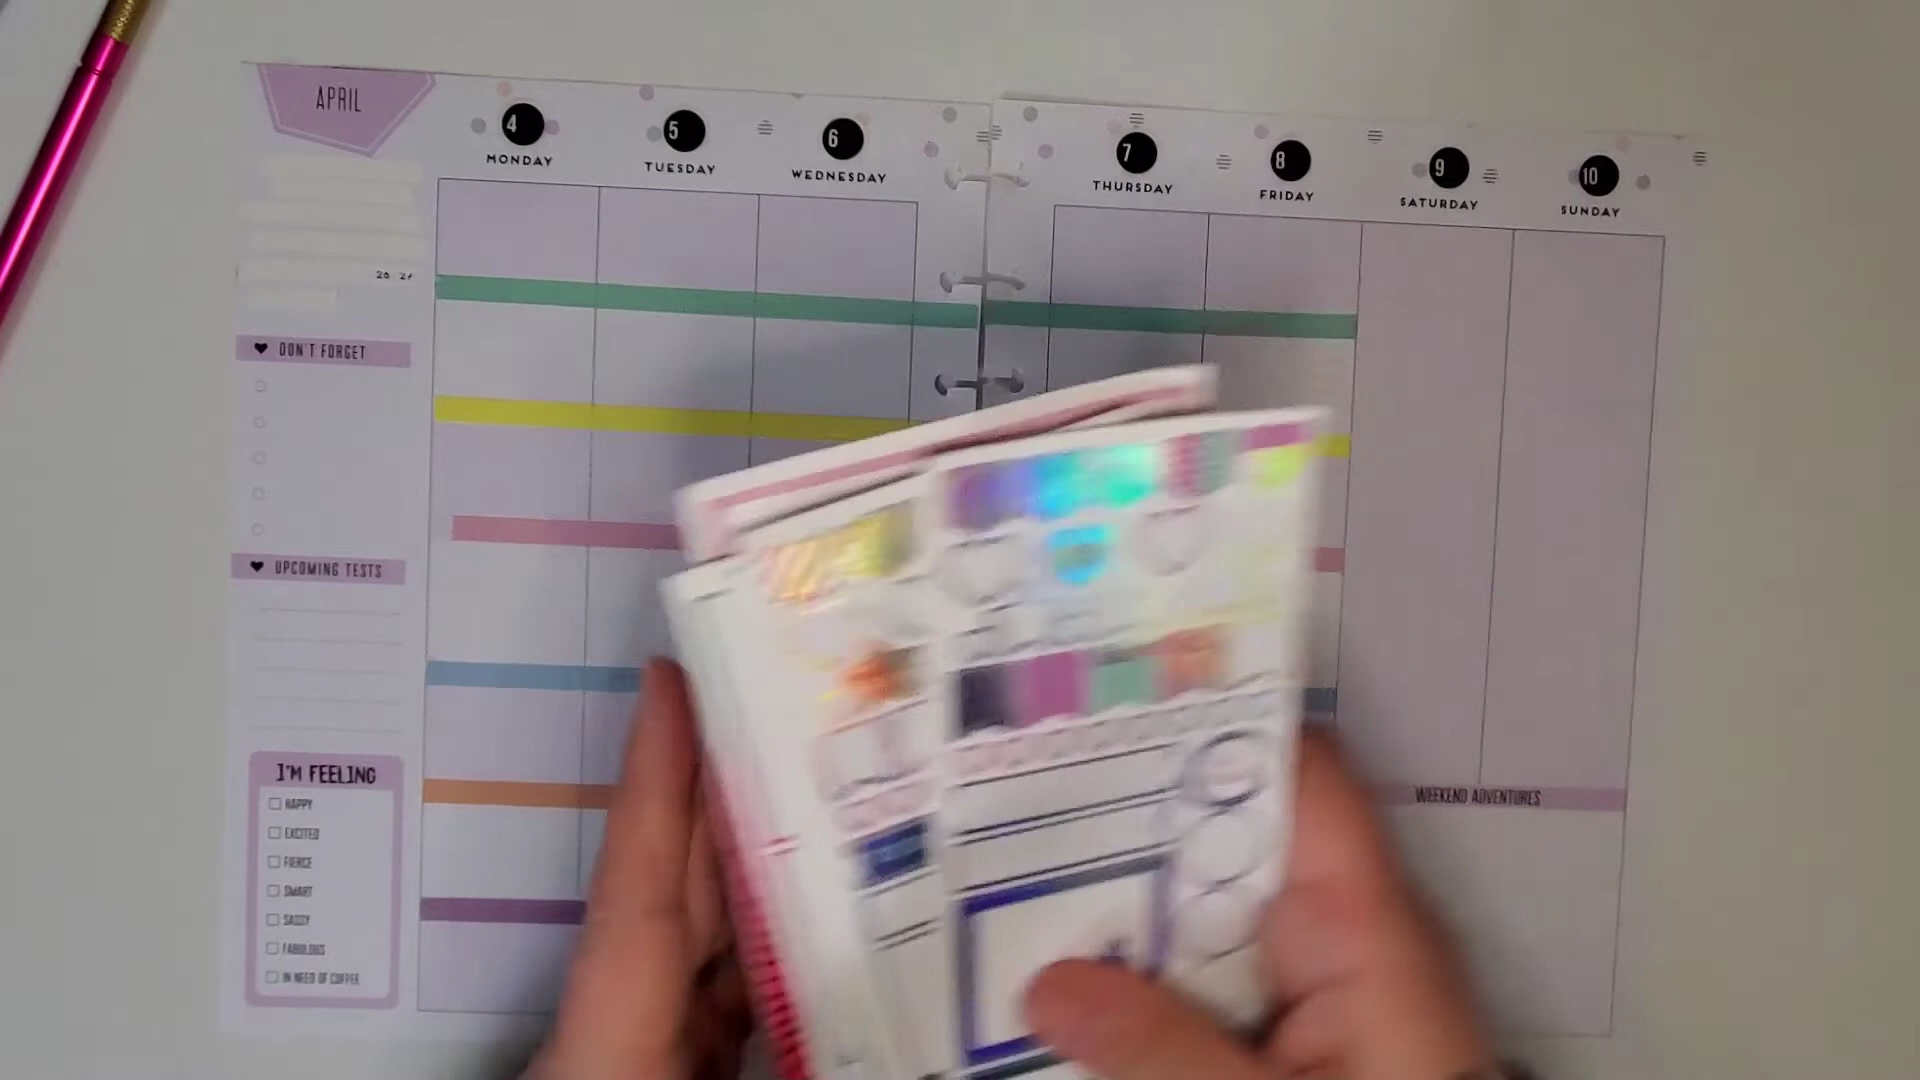 APRIL
4
MONDAY
5
TUESDAY
6
WEDNESDAY
7
THURSDAY
8
FRIDAY
9
SATURDAY
10
SUNDAY
DON'T FORGET
UPCOMING TESTS
I'M FEELING
HAPPY
EXCITED
FIERCE
SMART
SASSY
FABULOUS
IN NEED OF COFFEE
WEEKEND ADVENTURES